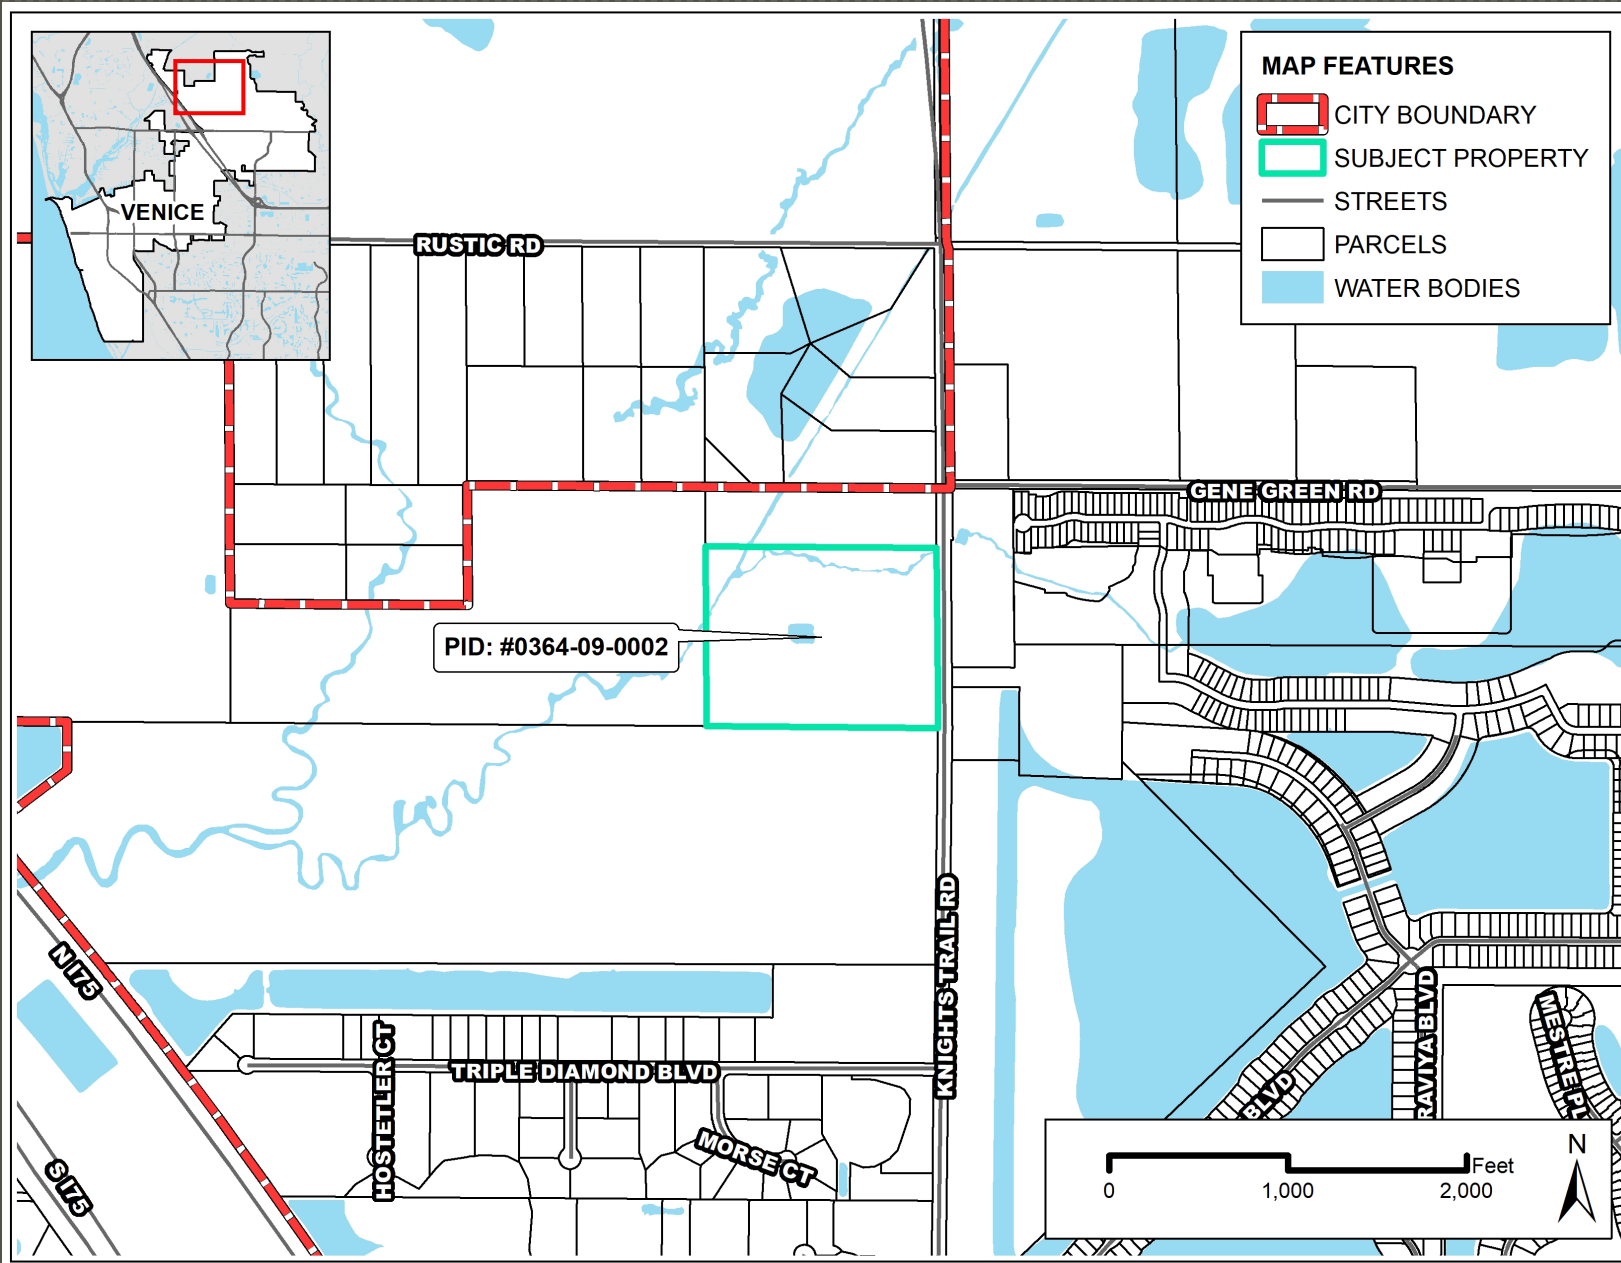 MAP FEATURES
CITY BOUNDARY
SUBJECT PROPERTY
STREETS
PARCELS
WATER BODIES
VENICE
RUSTIC RD
GENE GREEN RD
PID: #0364-09-0002
KNIGHTS TRAIL RD
N I75
S I75
HOSTETLER CT
TRIPLE DIAMOND BLVD
MORSE CT
RAVIYA BLVD
BLVD
MESTRE PL
N
Feet
0
1,000
2,000